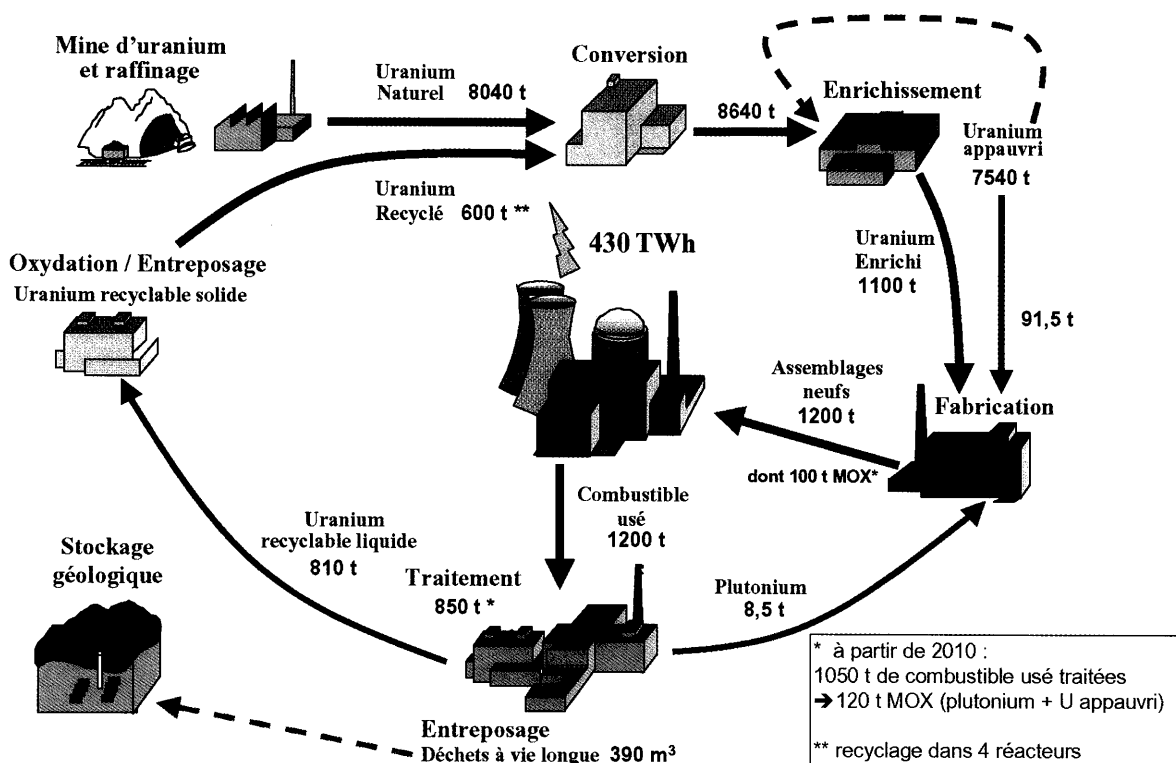 Mine d'uranium
et raffinage
Uranium
Naturel 8040 t
Conversion
8640 t
Enrichissement
Uranium
appauvri
7540 t
Uranium
Recyclé 600 t **
430 TWh
Uranium
Enrichi
1100 t
91,5 t
Oxydation / Entreposage
Uranium recyclable solide
Assemblages
neufs
1200 t
dont 100 t MOX*
Fabrication
Combustible
usé
1200 t
Uranium
recyclable liquide
810 t
Stockage
géologique
Traitement
850 t *
Plutonium
8,5 t
Entreposage
Déchets à vie longue 390 m³
* à partir de 2010 :
1050 t de combustible usé traitées
➔ 120 t MOX (plutonium + U appauvri)
** recyclage dans 4 réacteurs